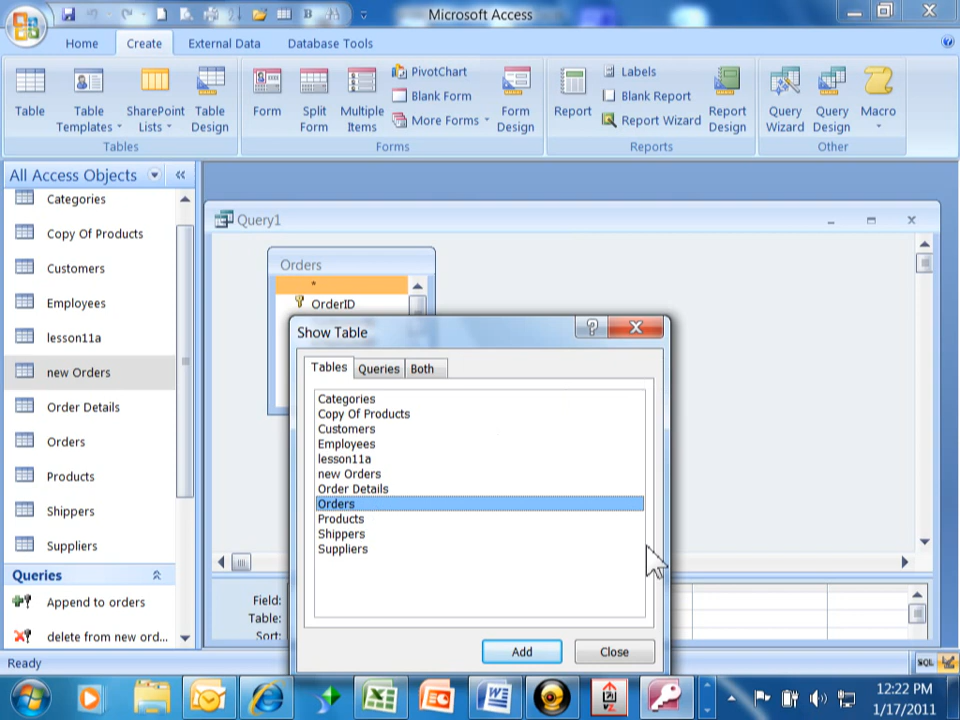 Microsoft Access
Home Create External Data Database Tools
Table
Table Templates
SharePoint Lists
Table Design
Tables
Form
Split Form
Multiple Items
PivotChart
Blank Form
More Forms
Form Design
Forms
Report
Labels
Blank Report
Report Wizard
Report Design
Reports
Query Wizard
Query Design
Macro
Other
All Access Objects
Categories
Copy Of Products
Customers
Employees
lesson11a
new Orders
Order Details
Orders
Products
Shippers
Suppliers
Queries
Append to orders
delete from new ord...
Query1
Orders
*
OrderID
Show Table
Tables Queries Both
Categories
Copy Of Products
Customers
Employees
lesson11a
new Orders
Order Details
Orders
Products
Shippers
Suppliers
Add Close
Field:
Table:
Sort:
Ready
SQL
12:22 PM
1/17/2011